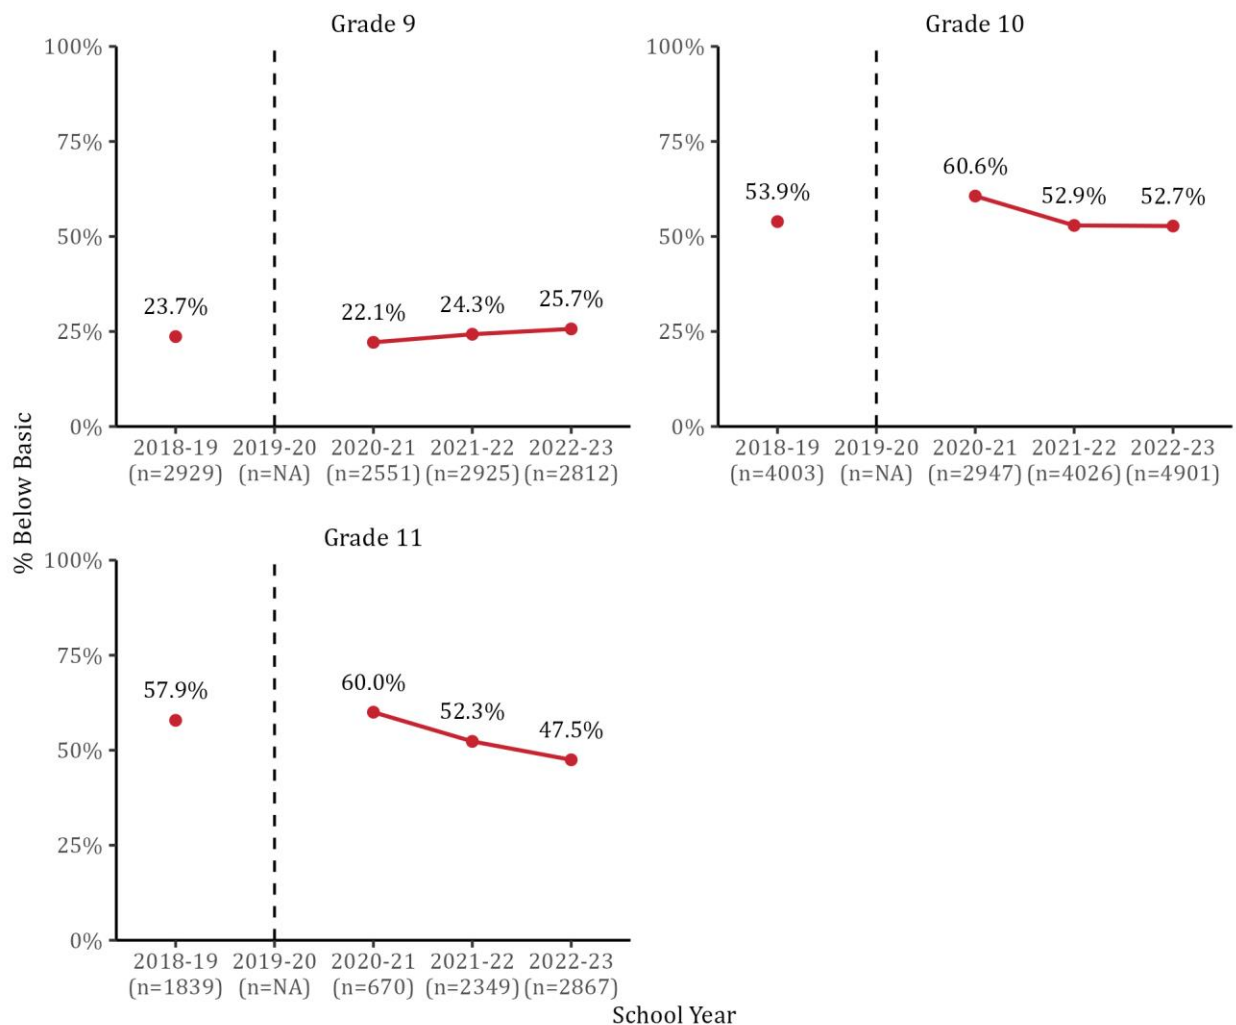 Grade 9
100%
75%
50%
25%
0%
23.7%
22.1%
24.3%
25.7%
2018-19 2019-20 2020-21 2021-22 2022-23
(n=2929) (n=NA) (n=2551) (n=2925) (n=2812)
Grade 10
100%
75%
50%
25%
0%
53.9%
60.6%
52.9%
52.7%
2018-19 2019-20 2020-21 2021-22 2022-23
(n=4003) (n=NA) (n=2947) (n=4026) (n=4901)
% Below Basic
Grade 11
100%
75%
50%
25%
0%
57.9%
60.0%
52.3%
47.5%
2018-19 2019-20 2020-21 2021-22 2022-23
(n=1839) (n=NA) (n=670) (n=2349) (n=2867)
School Year